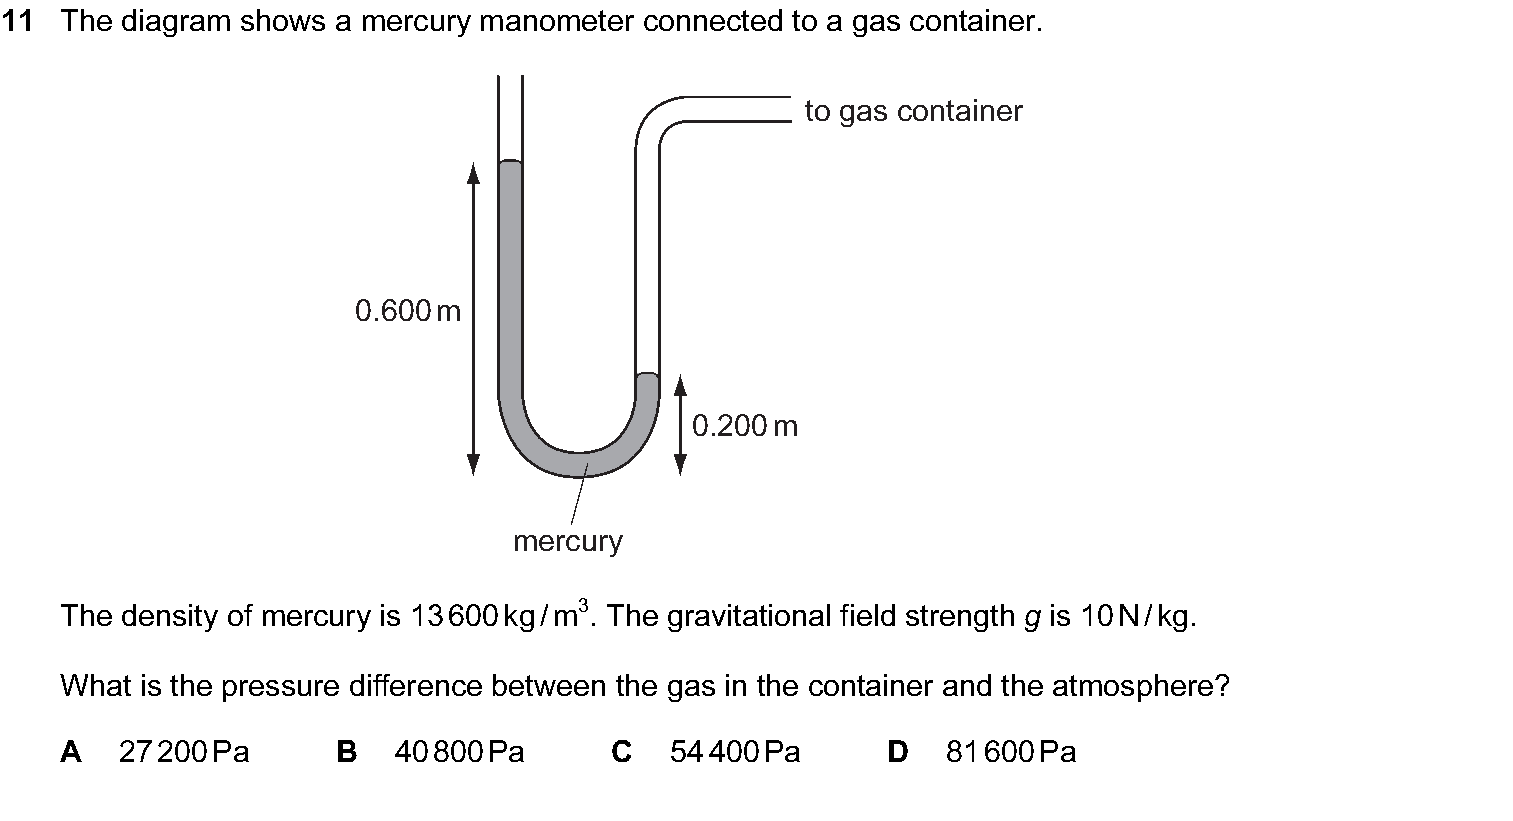 11 The diagram shows a mercury manometer connected to a gas container.
to gas container
0.600 m
0.200 m
mercury
The density of mercury is 13 600 kg / m³. The gravitational field strength g is 10 N / kg.
What is the pressure difference between the gas in the container and the atmosphere?
A 27 200 Pa B 40 800 Pa C 54 400 Pa D 81 600 Pa